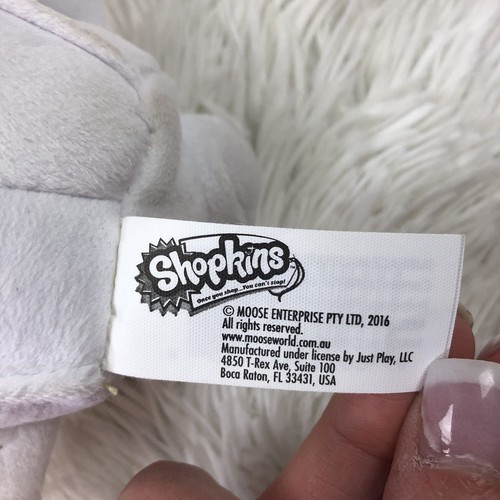 Shopkins
Once you shop...You can't stop!
© MOOSE ENTERPRISE PTY LTD, 2016
All rights reserved.
www.mooseworld.com.au
Manufactured under license by Just Play, LLC
4850 T-Rex Ave, Suite 100
Boca Raton, FL 33431, USA